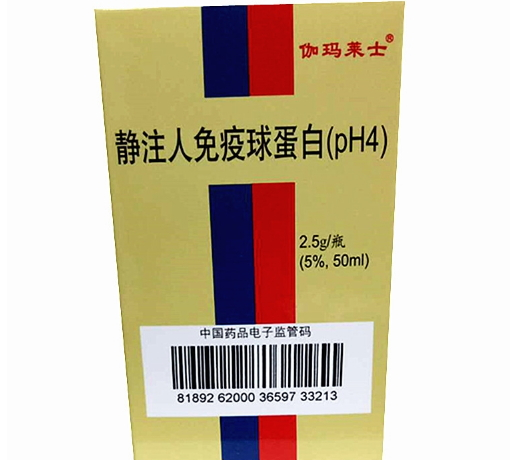 伽玛莱士®
静注人免疫球蛋白(pH4)
2.5g/瓶
(5%, 50ml)
中国药品电子监管码
81892 62000 36597 33213